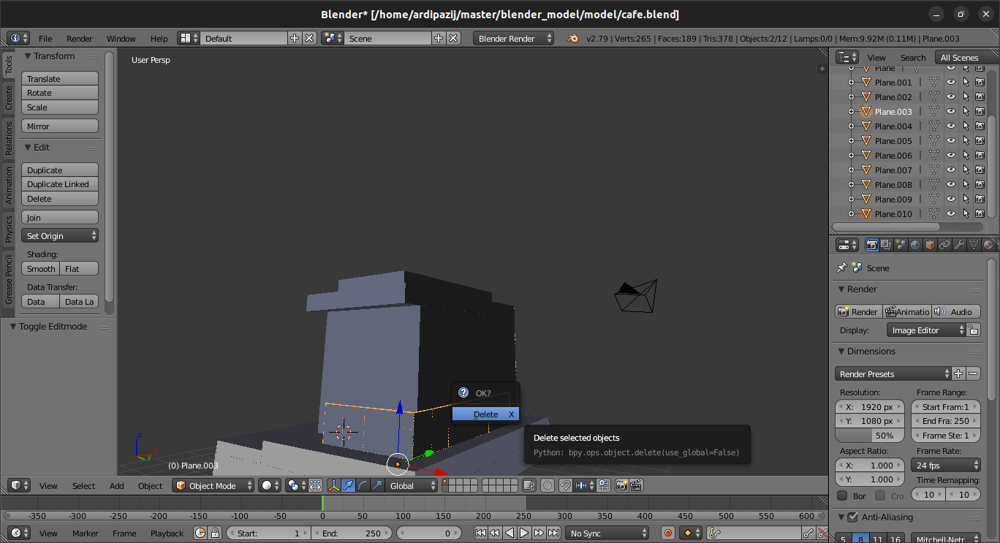 Blender* [/home/ardipazij/master/blender_model/model/cafe.blend]
File Render Window Help Default Scene Blender Render v2.79 | Verts:265 | Faces:189 | Tris:378 | Objects:2/12 | Lamps:0/0 | Mem:9.92M (0.11M) | Plane.003
Tools
Create
Relations
Animation
Physics
Grease Pencil
Transform
Translate
Rotate
Scale
Mirror
Edit
Duplicate
Duplicate Linked
Delete
Join
Set Origin
Shading:
Smooth Flat
Data Transfer:
Data Data La
Toggle Editmode
User Persp
OK?
Delete X
Delete selected objects
Python: bpy.ops.object.delete(use_global=False)
z
x
y
(0) Plane.003
View Select Add Object Object Mode Global
-350 -300 -250 -200 -150 -100 -50 0 50 100 150 200 250 300 350 400 450 500 550 600
View Marker Frame Playback Start: 1 End: 250 0 No Sync
View Search All Scenes
Plane
Plane.001
Plane.002
Plane.003
Plane.004
Plane.005
Plane.006
Plane.007
Plane.008
Plane.009
Plane.010
Scene
Render
Render Animatio Audio
Display: Image Editor
Dimensions
Render Presets
Resolution: Frame Range:
X: 1920 px Start Fram:1
Y: 1080 px End Fra: 250
50% Frame Ste: 1
Aspect Ratio: Frame Rate:
X: 1.000 24 fps
Y: 1.000 Time Remapping:
Bor Cro 10 10
Anti-Aliasing
5 8 11 16 Mitchell-Netr...